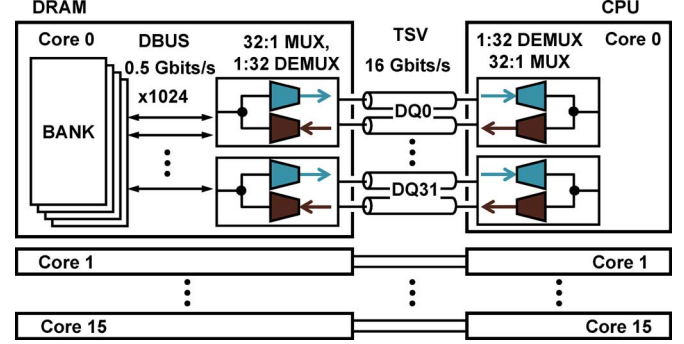 DRAM
CPU
Core 0
DBUS
32:1 MUX,
1:32 DEMUX
TSV
1:32 DEMUX
32:1 MUX
Core 0
0.5 Gbits/s
x1024
16 Gbits/s
BANK
DQ0
DQ31
Core 1
Core 1
Core 15
Core 15